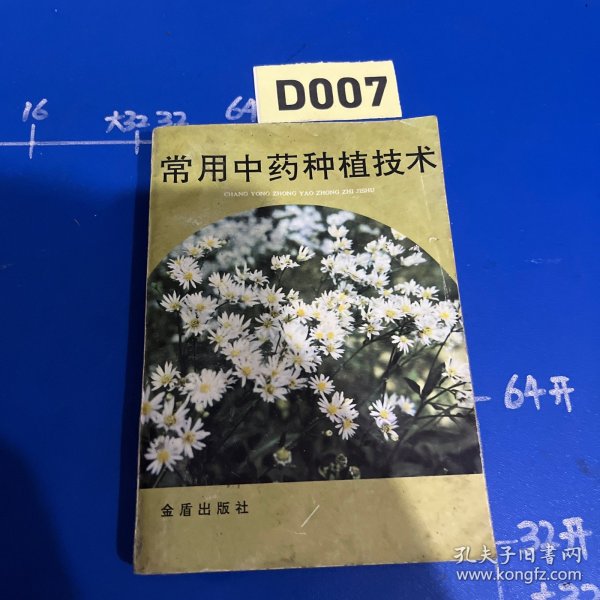 D007
16
大32
32
64
常用中药种植技术
CHANG YONG ZHONG YAO ZHONG ZHI JISHU
64开
金盾出版社
32开
孔夫子旧书网
www.kongfz.com